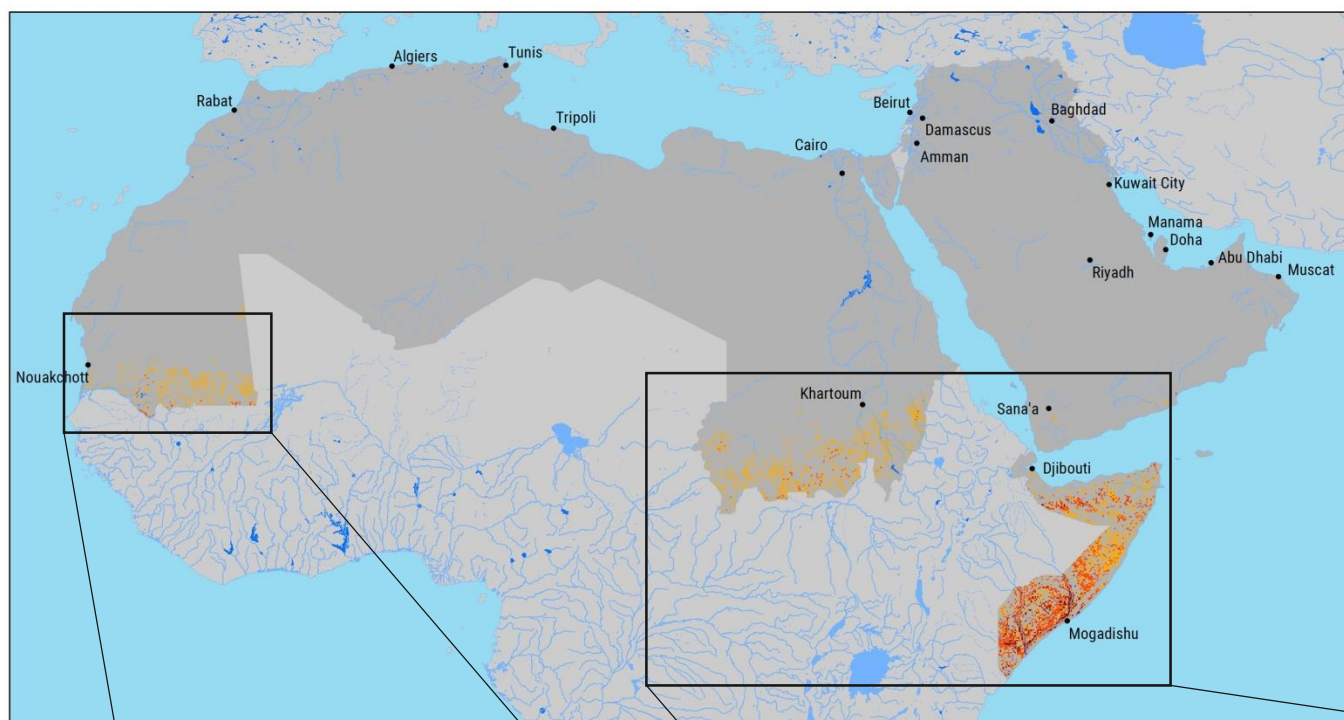 Algiers
Tunis
Rabat
Tripoli
Beirut
Damascus
Baghdad
Cairo
Amman
Kuwait City
Manama
Doha
Abu Dhabi
Riyadh
Muscat
Nouakchott
Khartoum
Sana'a
Djibouti
Mogadishu